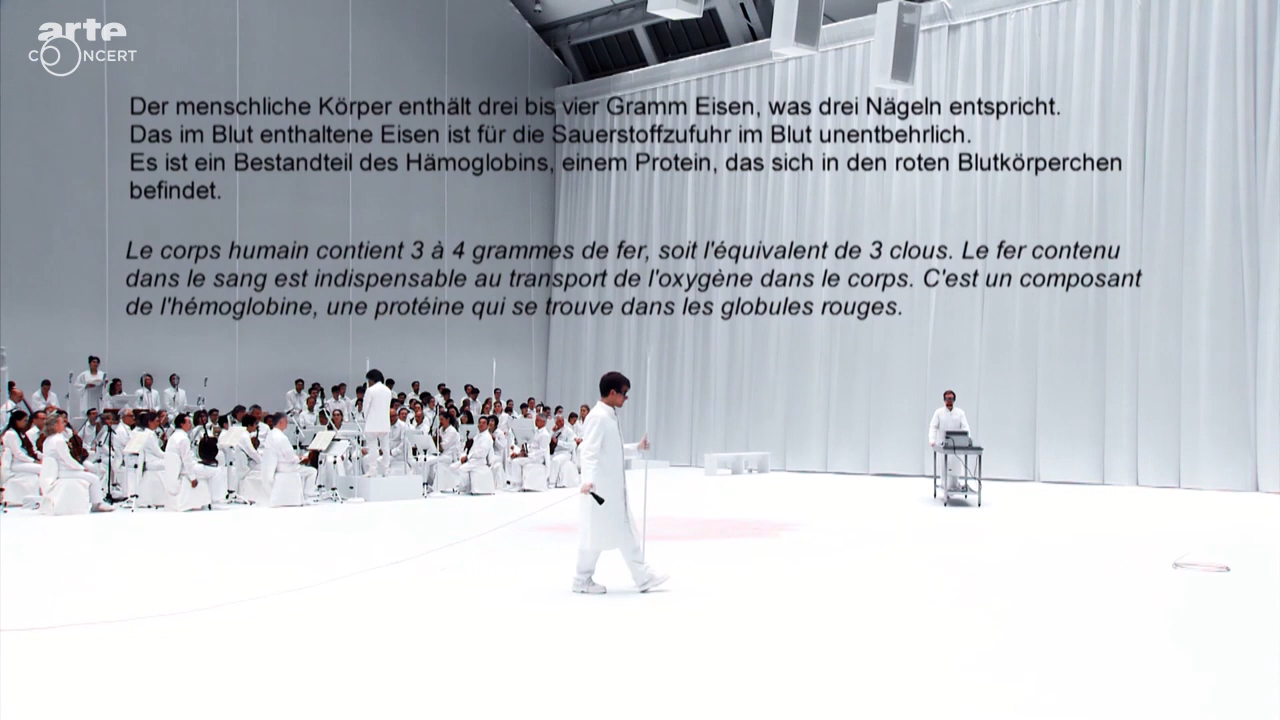 arte
CONCERT
Der menschliche Körper enthält drei bis vier Gramm Eisen, was drei Nägeln entspricht.
Das im Blut enthaltene Eisen ist für die Sauerstoffzufuhr im Blut unentbehrlich.
Es ist ein Bestandteil des Hämoglobins, einem Protein, das sich in den roten Blutkörperchen
befindet.
Le corps humain contient 3 à 4 grammes de fer, soit l'équivalent de 3 clous. Le fer contenu
dans le sang est indispensable au transport de l'oxygène dans le corps. C'est un composant
de l'hémoglobine, une protéine qui se trouve dans les globules rouges.